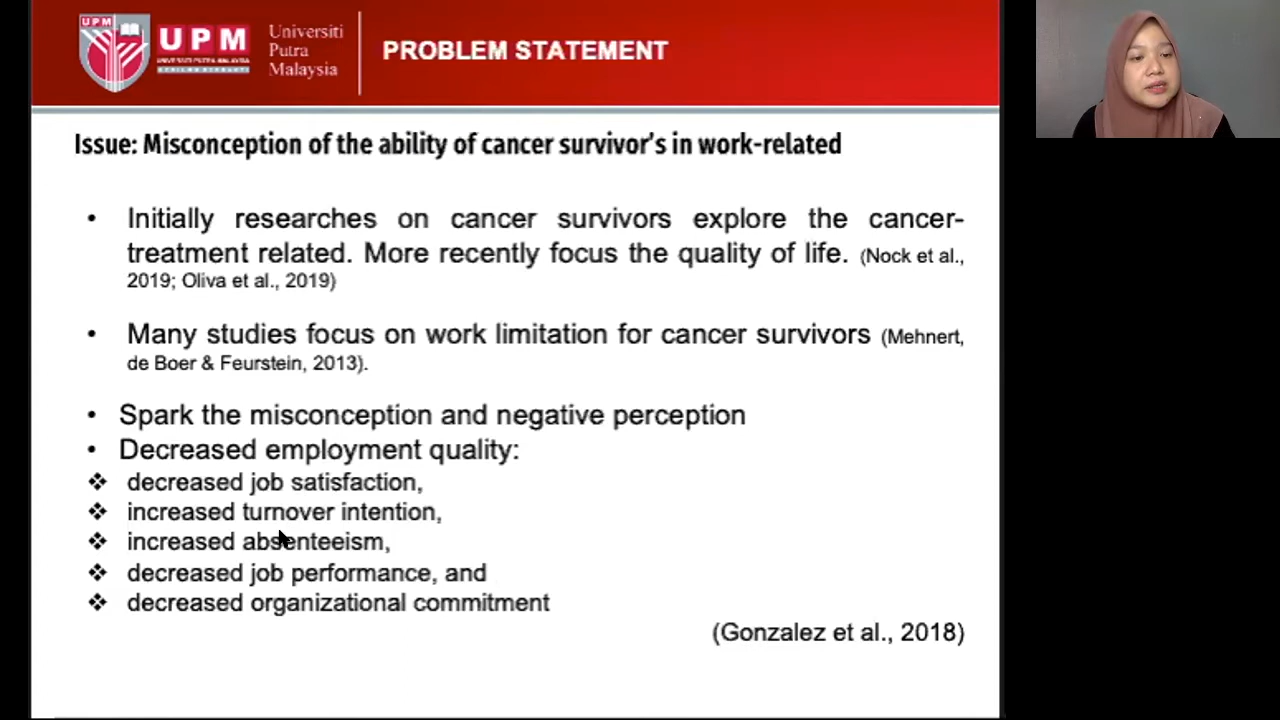 UPM
UPM
Universiti
Putra
Malaysia
PROBLEM STATEMENT
Issue: Misconception of the ability of cancer survivor's in work-related
• Initially researches on cancer survivors explore the cancer-
treatment related. More recently focus the quality of life. (Nock et al.,
2019; Oliva et al., 2019)
• Many studies focus on work limitation for cancer survivors (Mehnert,
de Boer & Feurstein, 2013).
• Spark the misconception and negative perception
• Decreased employment quality:
❖ decreased job satisfaction,
❖ increased turnover intention,
❖ increased absenteeism,
❖ decreased job performance, and
❖ decreased organizational commitment
(Gonzalez et al., 2018)